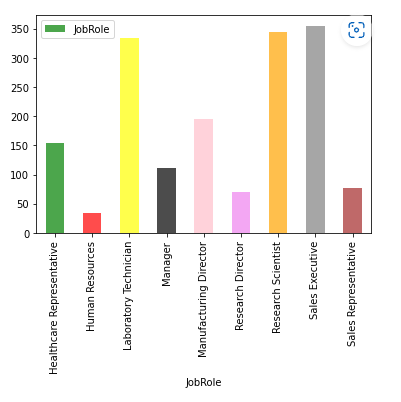 JobRole
350
300
250
200
150
100
50
0
Healthcare Representative
Human Resources
Laboratory Technician
Manager
Manufacturing Director
Research Director
Research Scientist
Sales Executive
Sales Representative
JobRole